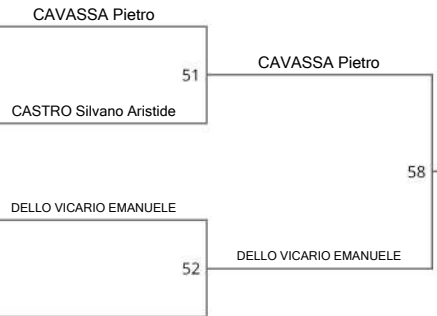 CAVASSA Pietro
51
CAVASSA Pietro
CASTRO Silvano Aristide
58
DELLO VICARIO EMANUELE
52
DELLO VICARIO EMANUELE